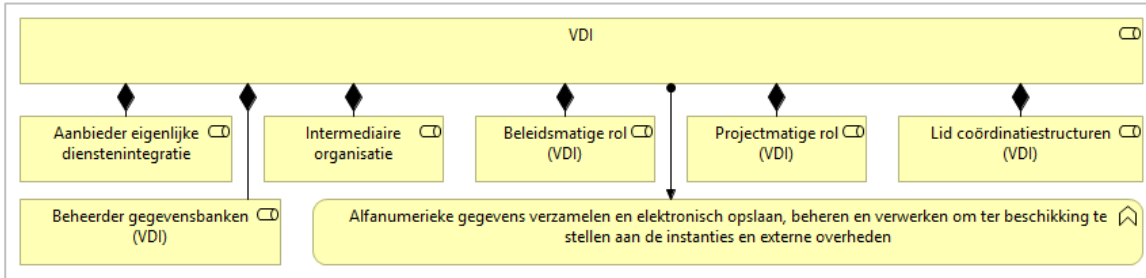 VDI
Aanbieder eigenlijke
dienstenintegratie
Intermediaire
organisatie
Beleidsmatige rol
(VDI)
Projectmatige rol
(VDI)
Lid coördinatiestructuren
(VDI)
Beheerder gegevensbanken
(VDI)
Alfanumerieke gegevens verzamelen en elektronisch opslaan, beheren en verwerken om ter beschikking te
stellen aan de instanties en externe overheden